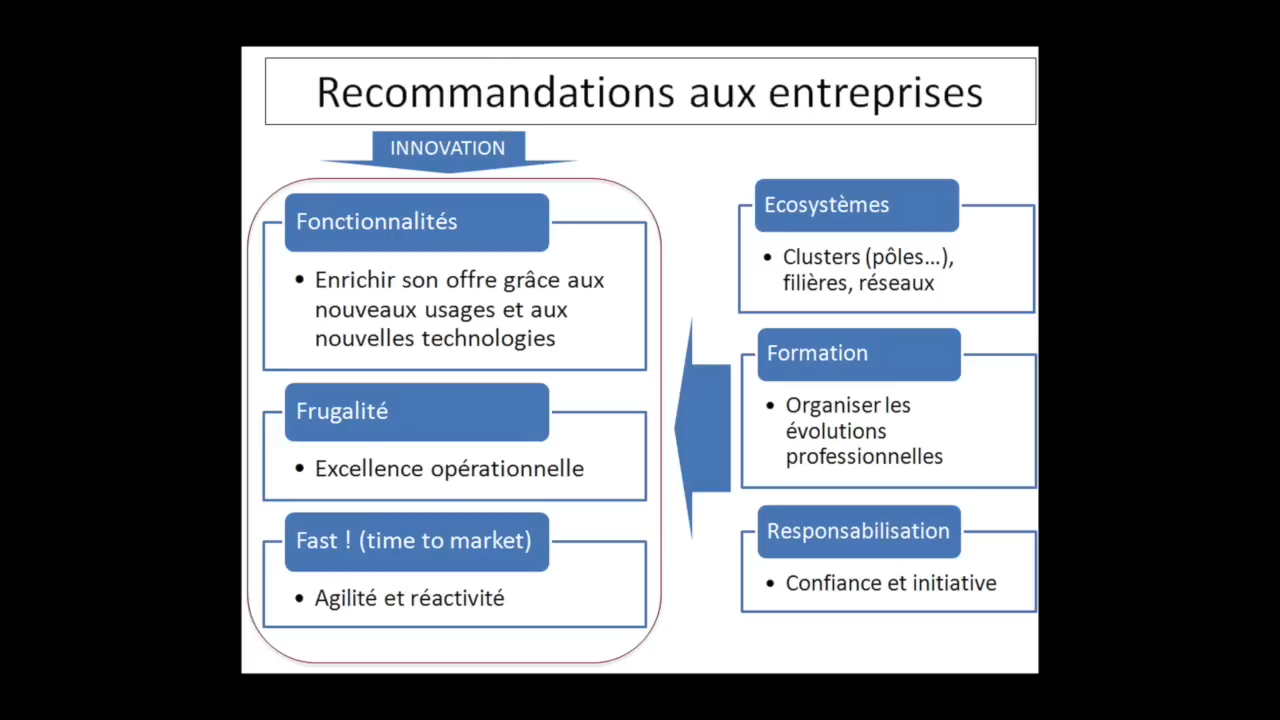 Recommandations aux entreprises
INNOVATION
Fonctionnalités
• Enrichir son offre grâce aux
nouveaux usages et aux
nouvelles technologies
Frugalité
• Excellence opérationnelle
Fast ! (time to market)
• Agilité et réactivité
Ecosystèmes
• Clusters (pôles...),
filières, réseaux
Formation
• Organiser les
évolutions
professionnelles
Responsabilisation
• Confiance et initiative